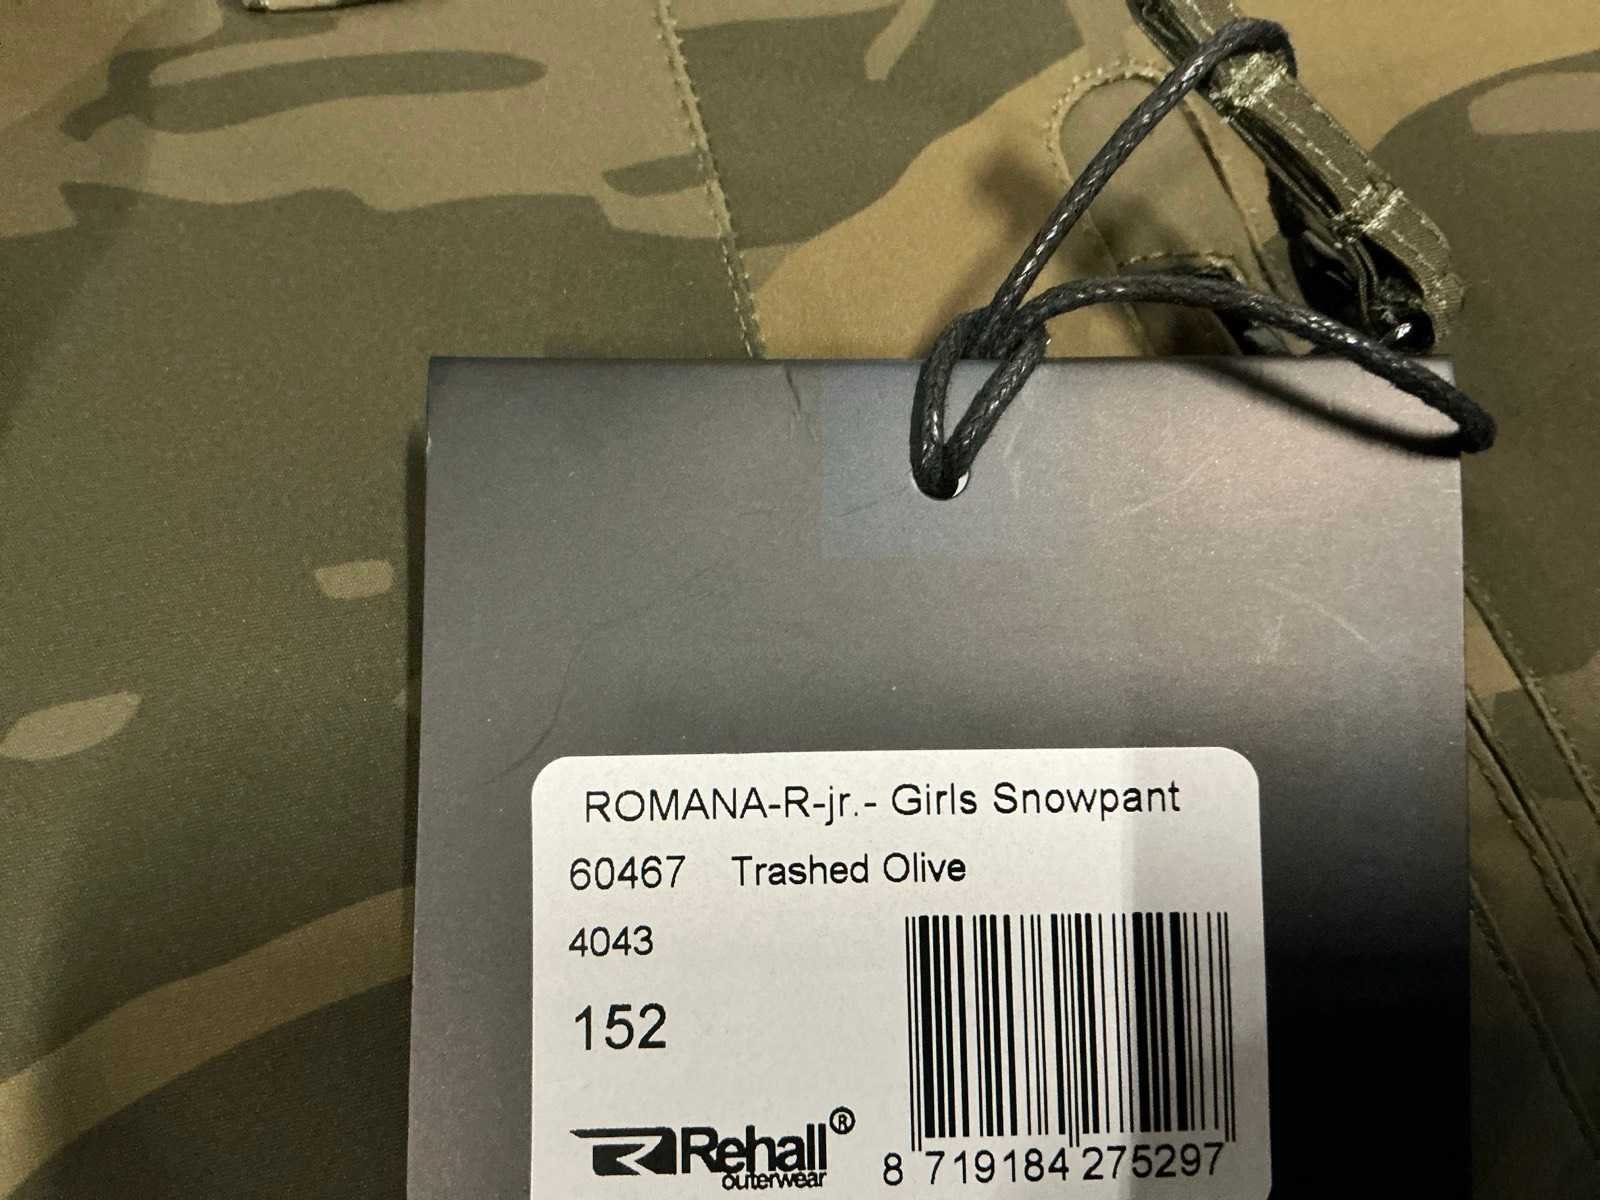 ROMANA-R-jr.- Girls Snowpant
60467 Trashed Olive
4043
152
Rehall®
outerwear
8 719184 275297